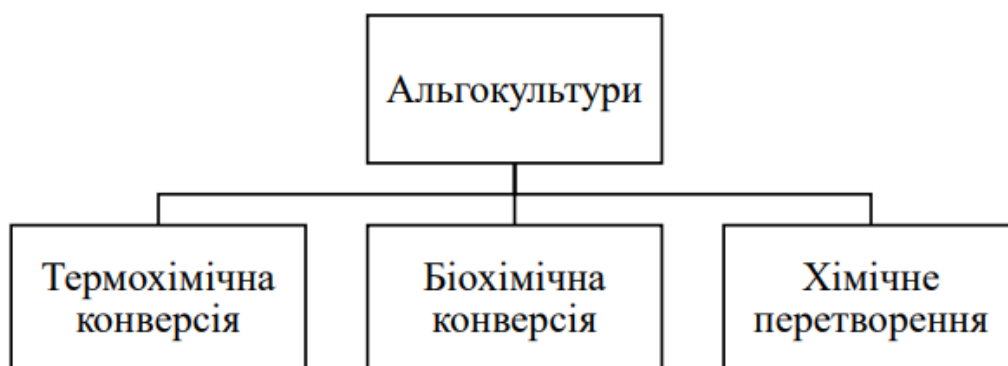 Альгокультури
Термохімічна
конверсія
Біохімічна
конверсія
Хімічне
перетворення